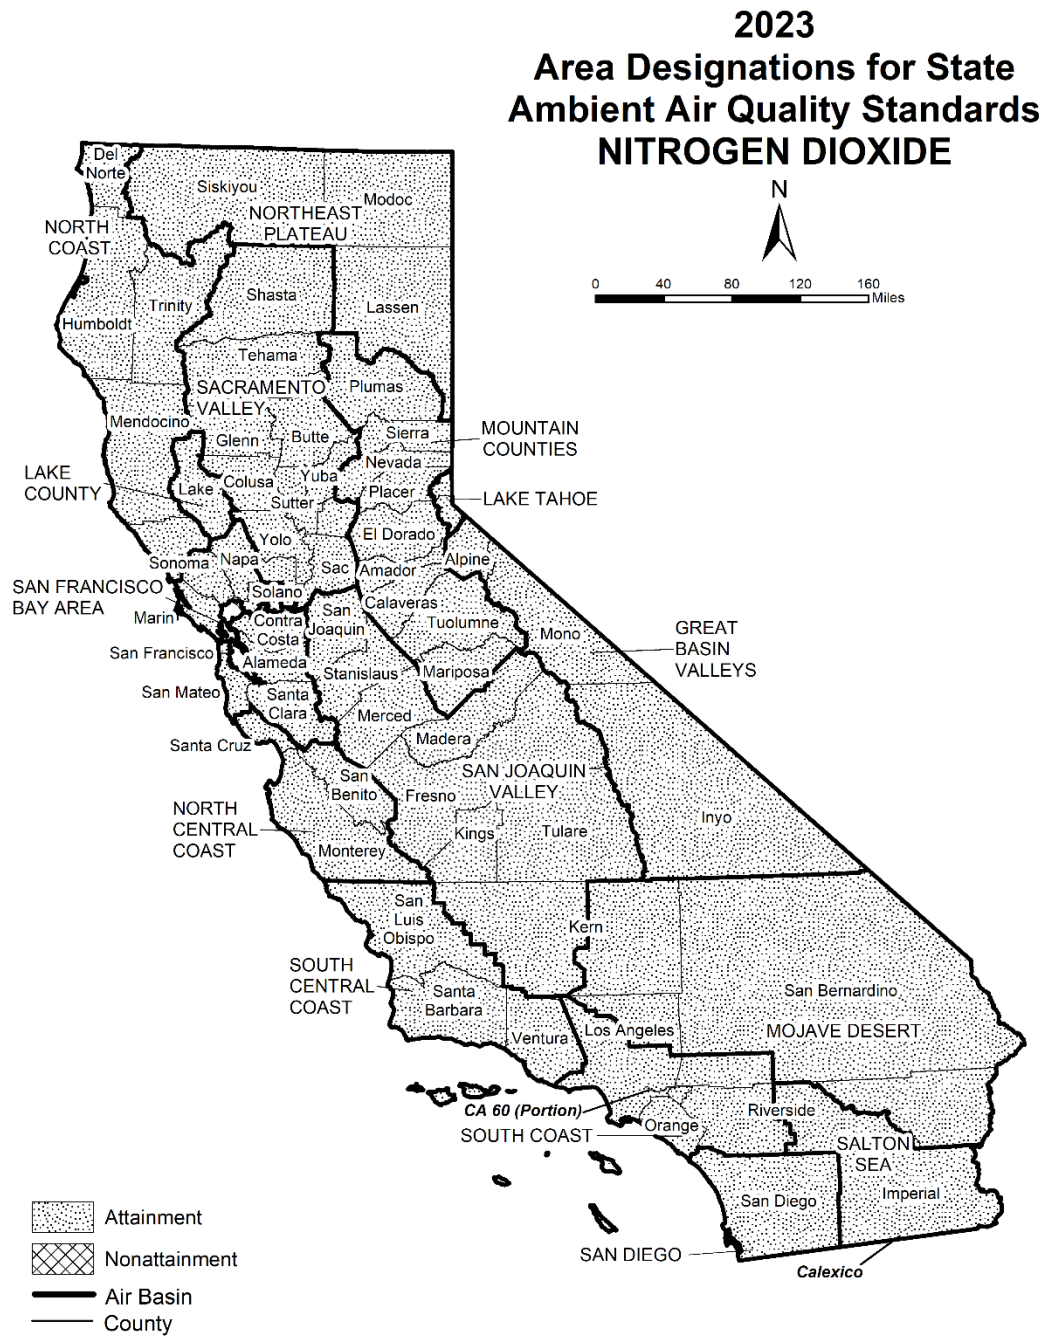 2023
Area Designations for State
Ambient Air Quality Standards
NITROGEN DIOXIDE
N
0 40 80 120 160
Miles
Del
Norte
Siskiyou
Modoc
NORTH
COAST
NORTHEAST
PLATEAU
Shasta
Trinity
Lassen
Humboldt
Tehama
Plumas
SACRAMENTO
VALLEY
Mendocino
Glenn
Butte
Sierra
MOUNTAIN
COUNTIES
Nevada
LAKE
COUNTY
Lake
Colusa
Yuba
Placer
LAKE TAHOE
Sutter
Yolo
El Dorado
Sonoma
Napa
Sac
Amador
Alpine
SAN FRANCISCO
BAY AREA
Solano
Marin
Contra
Costa
San
Joaquin
Calaveras
Tuolumne
Mono
GREAT
BASIN
VALLEYS
San Francisco
Alameda
Stanislaus
Mariposa
San Mateo
Santa
Clara
Merced
Madera
Santa Cruz
San
Benito
SAN JOAQUIN
VALLEY
Fresno
NORTH
CENTRAL
COAST
Monterey
Kings
Tulare
Inyo
San
Luis
Obispo
Kern
SOUTH
CENTRAL
COAST
Santa
Barbara
San Bernardino
MOJAVE DESERT
Ventura
Los Angeles
CA 60 (Portion)
SOUTH COAST
Orange
Riverside
SALTON
SEA
San Diego
Imperial
SAN DIEGO
Calexico
Attainment
Nonattainment
Air Basin
County